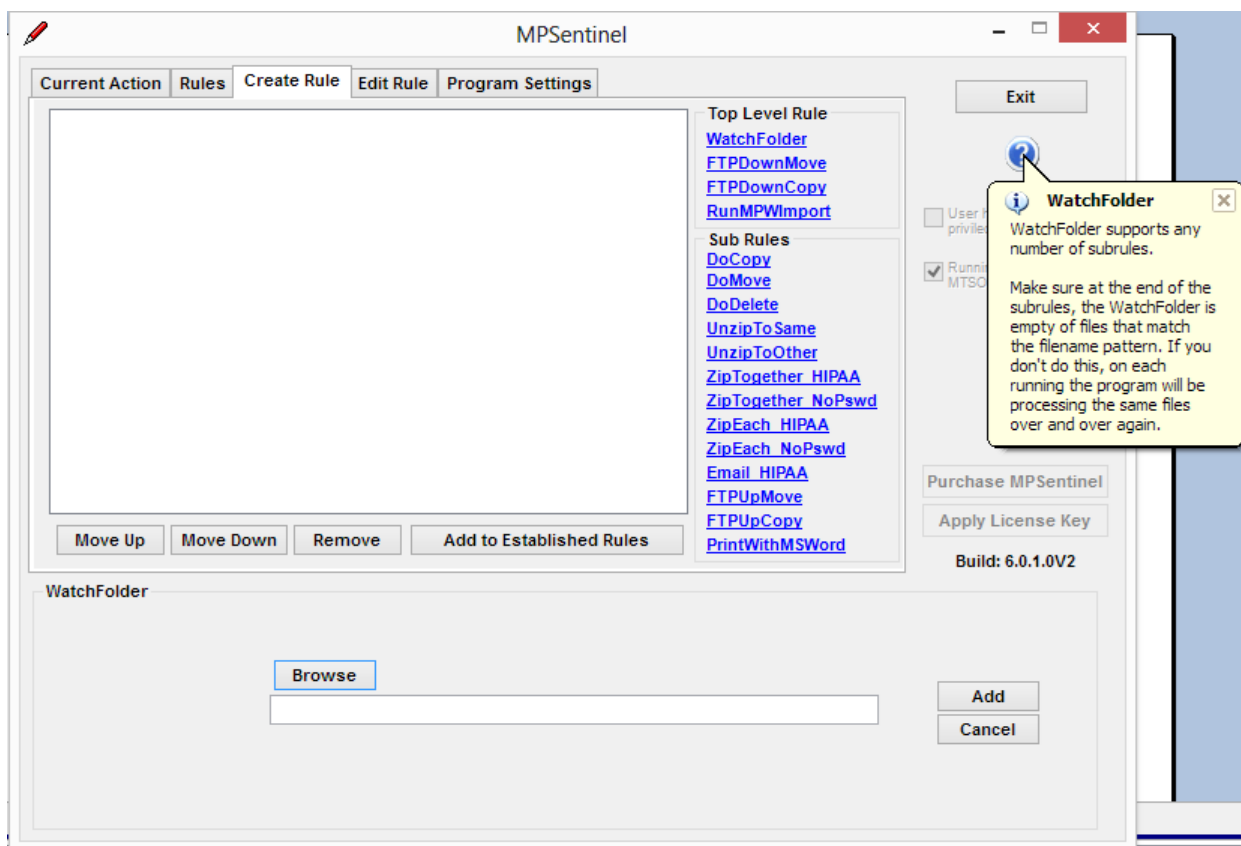 MPSentinel
Current Action Rules Create Rule Edit Rule Program Settings
Exit
Top Level Rule
WatchFolder
FTPDownMove
FTPDownCopy
RunMPWImport
Sub Rules
DoCopy
DoMove
DoDelete
UnzipToSame
UnzipToOther
ZipTogether_HIPAA
ZipTogether_NoPswd
ZipEach_HIPAA
ZipEach_NoPswd
Email_HIPAA
FTPUpMove
FTPUpCopy
PrintWithMSWord
User
WatchFolder
WatchFolder supports any
number of subrules.
Make sure at the end of the
subrules, the WatchFolder is
empty of files that match
the filename pattern. If you
don't do this, on each
running the program will be
processing the same files
over and over again.
Move Up Move Down Remove Add to Established Rules
Purchase MPSentinel
Apply License Key
Build: 6.0.1.0V2
WatchFolder
Browse
Add
Cancel